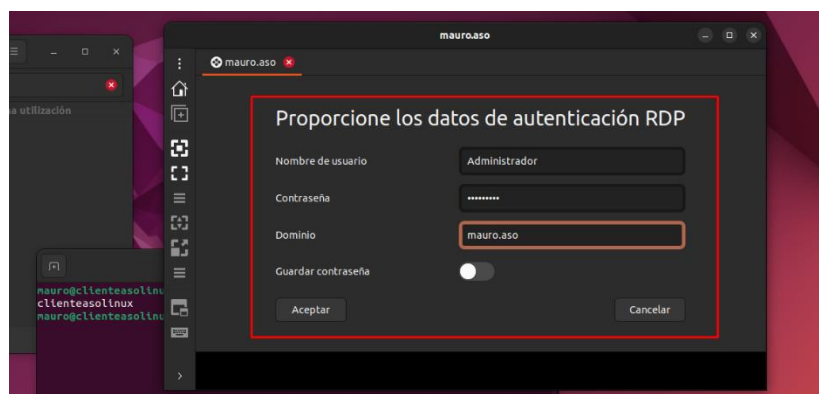 mauro.aso
mauro.aso
utilización
Proporcione los datos de autenticación RDP
Nombre de usuario
Administrador
Contraseña
•••••••••
Dominio
mauro.aso
Guardar contraseña
Aceptar
Cancelar
mauro@clienteasolinu
clienteasolinux
mauro@clienteasolinu